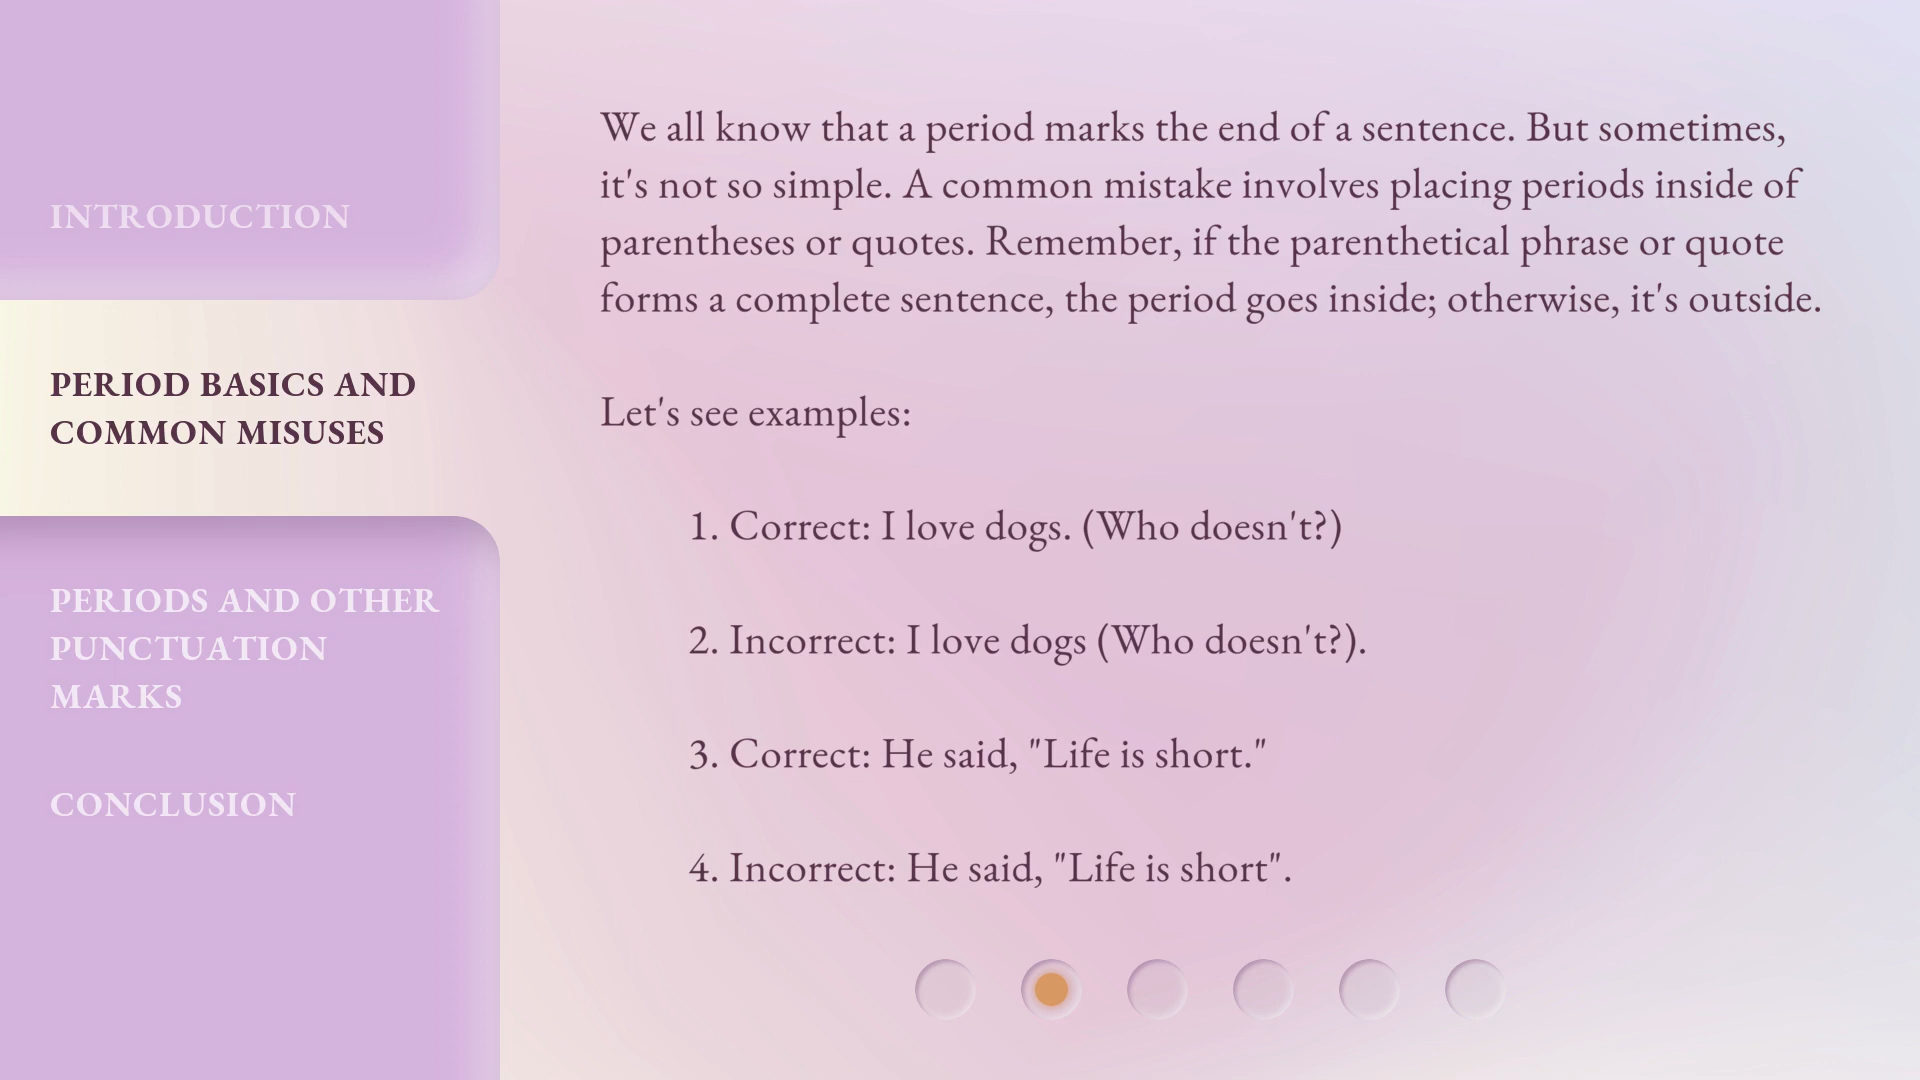 INTRODUCTION
PERIOD BASICS AND
COMMON MISUSES
PERIODS AND OTHER
PUNCTUATION
MARKS
CONCLUSION
We all know that a period marks the end of a sentence. But sometimes,
it's not so simple. A common mistake involves placing periods inside of
parentheses or quotes. Remember, if the parenthetical phrase or quote
forms a complete sentence, the period goes inside; otherwise, it's outside.
Let's see examples:
1. Correct: I love dogs. (Who doesn't?)
2. Incorrect: I love dogs (Who doesn't?).
3. Correct: He said, "Life is short."
4. Incorrect: He said, "Life is short".